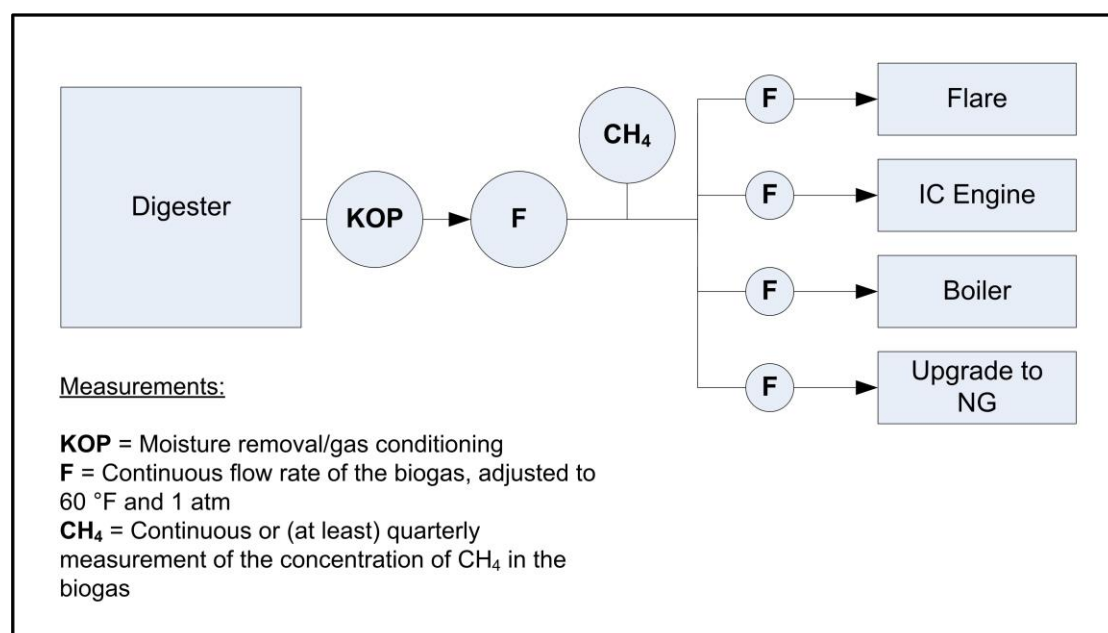 Digester
KOP
F
CH₄
F
Flare
F
IC Engine
F
Boiler
F
Upgrade to
NG
Measurements:
KOP = Moisture removal/gas conditioning
F = Continuous flow rate of the biogas, adjusted to
60 °F and 1 atm
CH₄ = Continuous or (at least) quarterly
measurement of the concentration of CH₄ in the
biogas